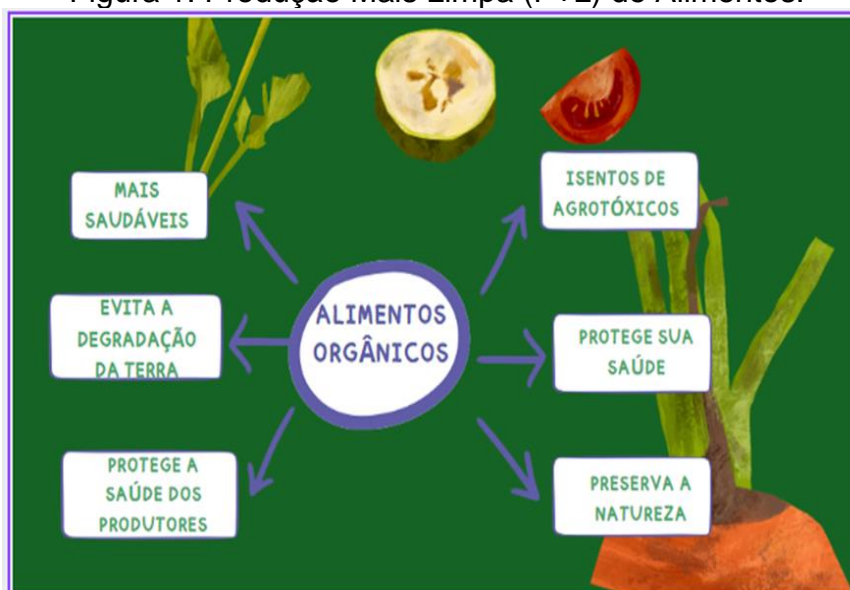 Figura Produção Mais Limpa de Alimentos.
MAIS
SAUDÁVEIS
ISENTOS DE
AGROTÓXICOS
EVITA A
DEGRADAÇÃO
DA TERRA
ALIMENTOS
ORGÂNICOS
PROTEGE SUA
SAÚDE
PROTEGE A
SAÚDE DOS
PRODUTORES
PRESERVA A
NATUREZA